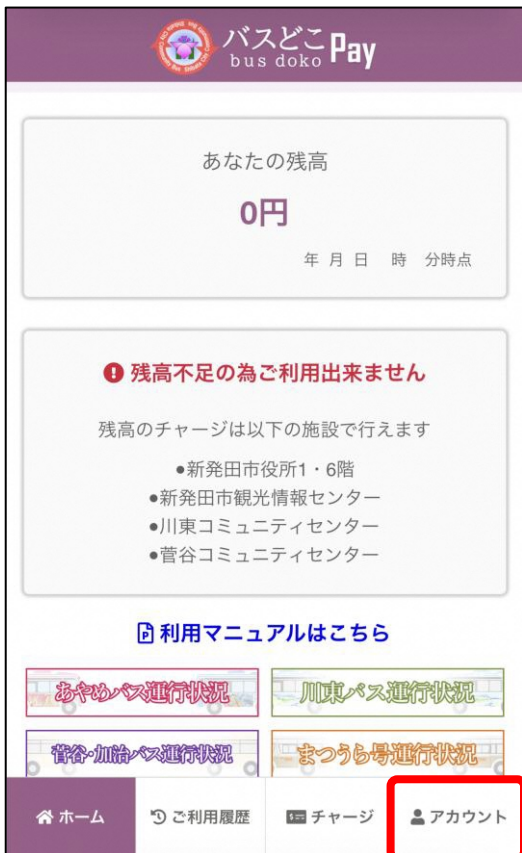 バスどこ Pay
bus doko
あなたの残高
0円
年 月 日 時 分時点
残高不足の為ご利用出来ません
残高のチャージは以下の施設で行えます
●新発田市役所1・6階
●新発田市観光情報センター
●川東コミュニティセンター
●菅谷コミュニティセンター
利用マニュアルはこちら
あやめバス運行状況
川東バス運行状況
菅谷・加治バス運行状況
まつうら号運行状況
ホーム
ご利用履歴
チャージ
アカウント